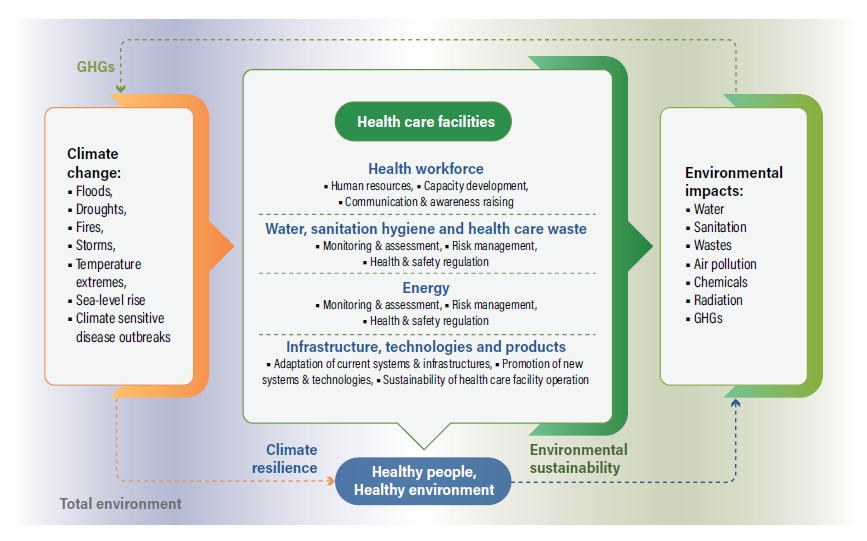 GHGs
Climate
change:
▪ Floods,
▪ Droughts,
▪ Fires,
▪ Storms,
▪ Temperature
extremes,
▪ Sea-level rise
▪ Climate sensitive
disease outbreaks
Health care facilities
Health workforce
▪ Human resources, ▪ Capacity development,
▪ Communication & awareness raising
Water, sanitation hygiene and health care waste
▪ Monitoring & assessment, ▪ Risk management,
▪ Health & safety regulation
Energy
▪ Monitoring & assessment, ▪ Risk management,
▪ Health & safety regulation
Infrastructure, technologies and products
▪ Adaptation of current systems & infrastructures, ▪ Promotion of new
systems & technologies, ▪ Sustainability of health care facility operation
Environmental
impacts:
▪ Water
▪ Sanitation
▪ Wastes
▪ Air pollution
▪ Chemicals
▪ Radiation
▪ GHGs
Climate
resilience
Healthy people,
Healthy environment
Environmental
sustainability
Total environment